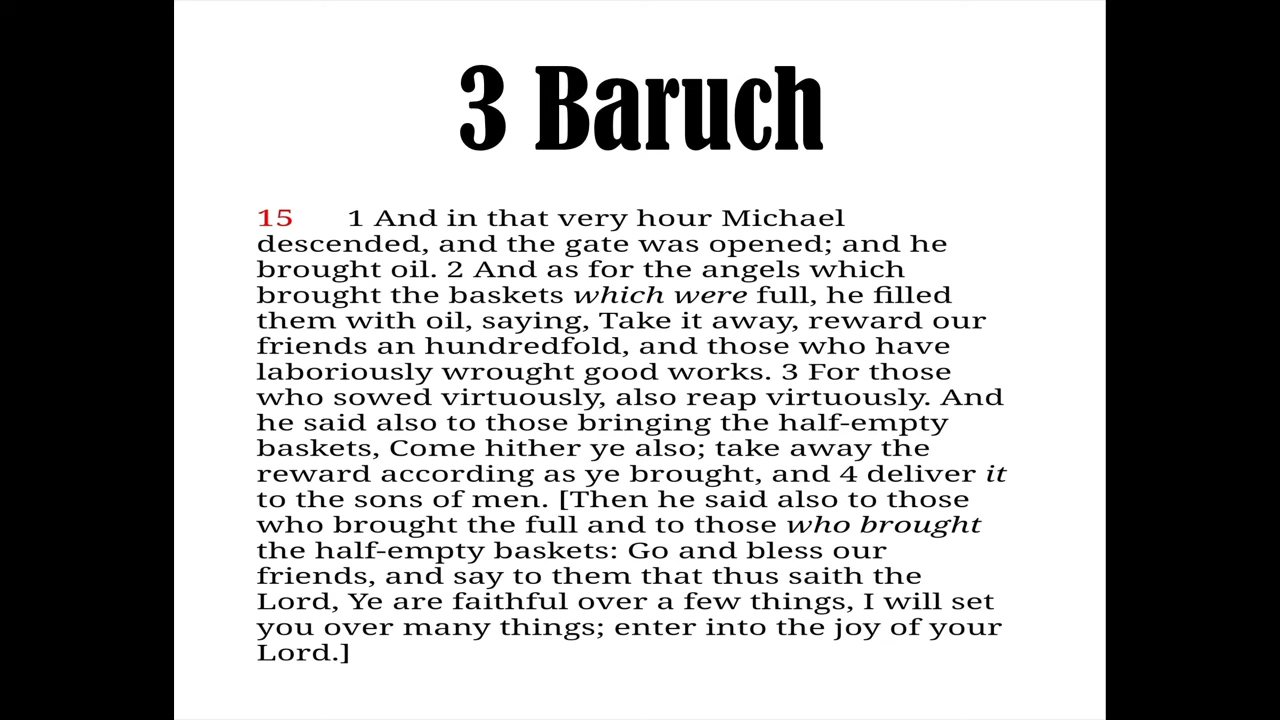 3 Baruch
15 1 And in that very hour Michael
descended, and the gate was opened; and he
brought oil. 2 And as for the angels which
brought the baskets which were full, he filled
them with oil, saying, Take it away, reward our
friends an hundredfold, and those who have
laboriously wrought good works. 3 For those
who sowed virtuously, also reap virtuously. And
he said also to those bringing the half-empty
baskets, Come hither ye also; take away the
reward according as ye brought, and 4 deliver it
to the sons of men. [Then he said also to those
who brought the full and to those who brought
the half-empty baskets: Go and bless our
friends, and say to them that thus saith the
Lord, Ye are faithful over a few things, I will set
you over many things; enter into the joy of your
Lord.]